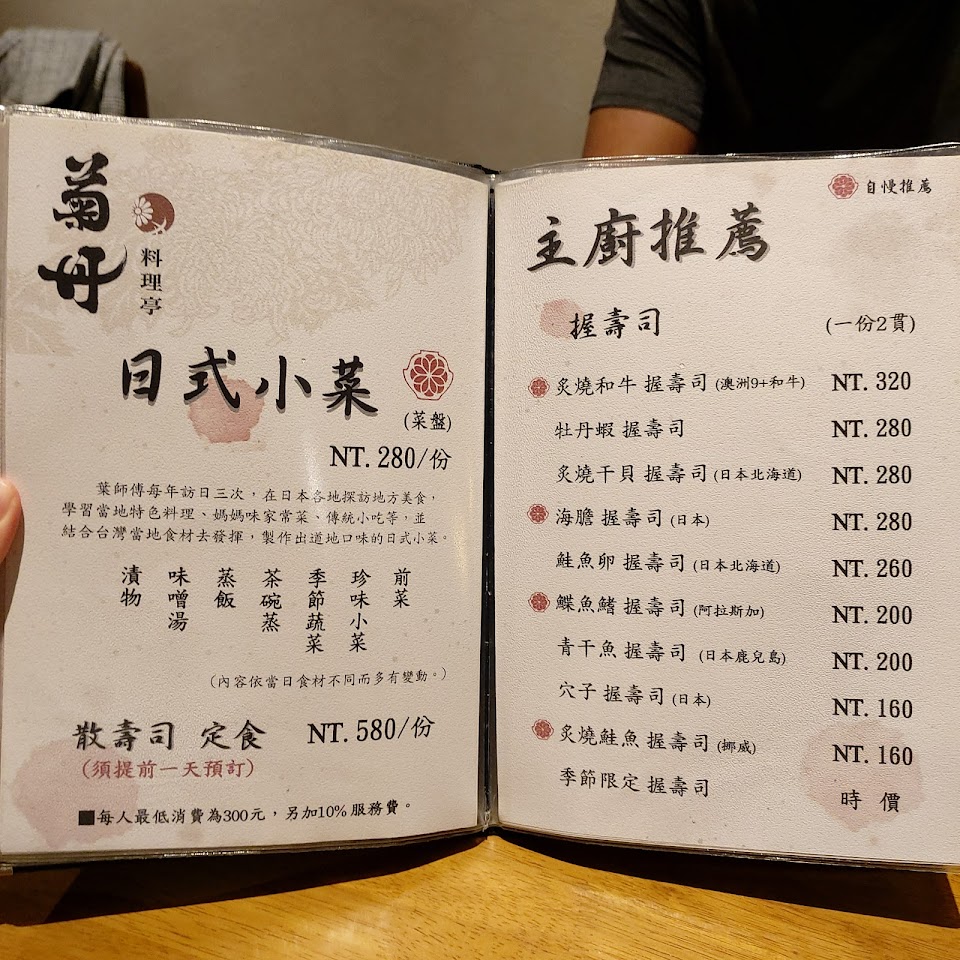 菊丹
料理亭
日式小菜
(菜盤)
NT. 280/份
葉師傅每年訪日三次，在日本各地探訪地方美食，
學習當地特色料理、媽媽味家常菜、傳統小吃等，並
結合台灣當地食材去發揮，製作出道地口味的日式小菜。
前菜
珍味小菜
季節蔬菜
茶碗蒸
蒸飯
味噌湯
漬物
（內容依當日食材不同而多有變動。）
散壽司 定食 NT. 580/份
(須提前一天預訂)
■每人最低消費為300元，另加10% 服務費。
自慢推薦
主廚推薦
握壽司 (一份2貫)
炙燒和牛 握壽司 (澳洲9+和牛) NT. 320
牡丹蝦 握壽司 NT. 280
炙燒干貝 握壽司 (日本北海道) NT. 280
海膽 握壽司 (日本) NT. 280
鮭魚卵 握壽司 (日本北海道) NT. 260
鰈魚鰭 握壽司 (阿拉斯加) NT. 200
青干魚 握壽司 (日本鹿兒島) NT. 200
穴子 握壽司 (日本) NT. 160
炙燒鮭魚 握壽司 (挪威) NT. 160
季節限定 握壽司 時 價